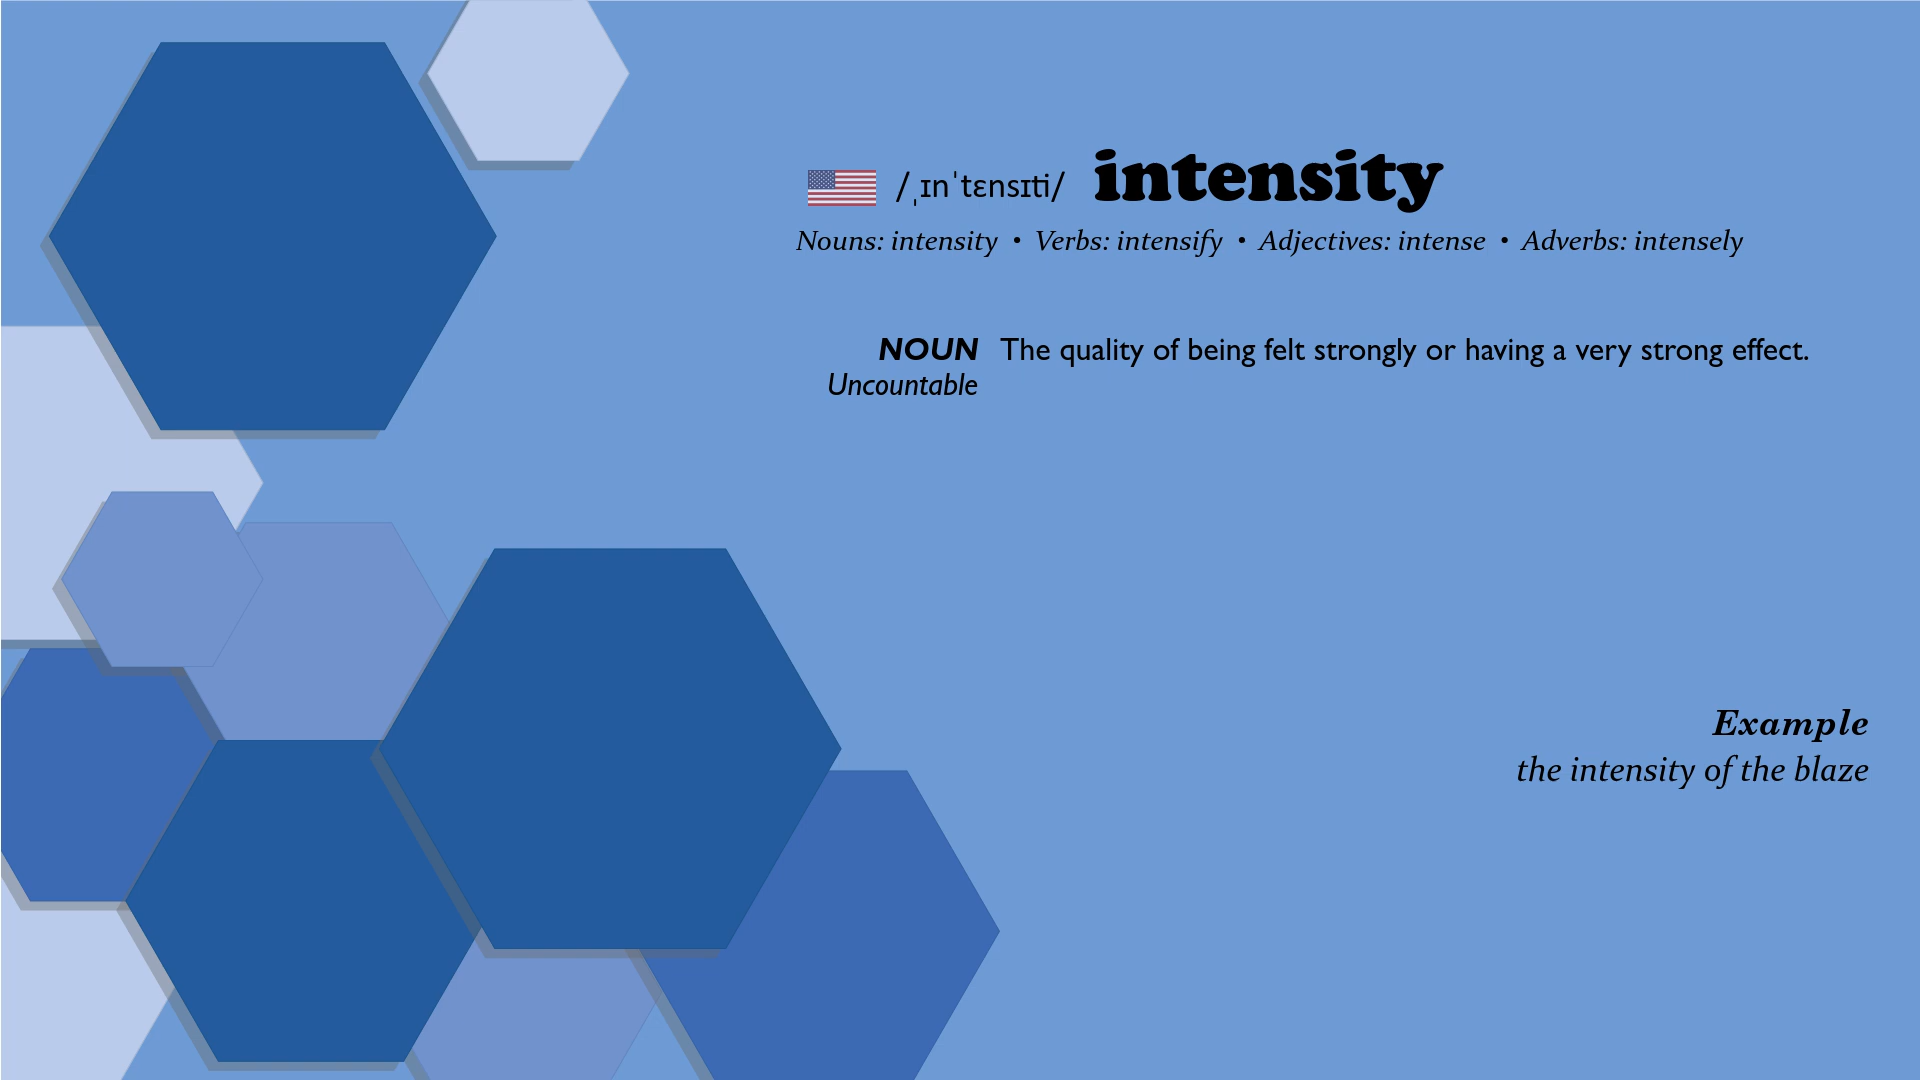 /ˌɪnˈtɛnsɪti/ intensity
Nouns: intensity • Verbs: intensify • Adjectives: intense • Adverbs: intensely
NOUN The quality of being felt strongly or having a very strong effect.
Uncountable
Example
the intensity of the blaze